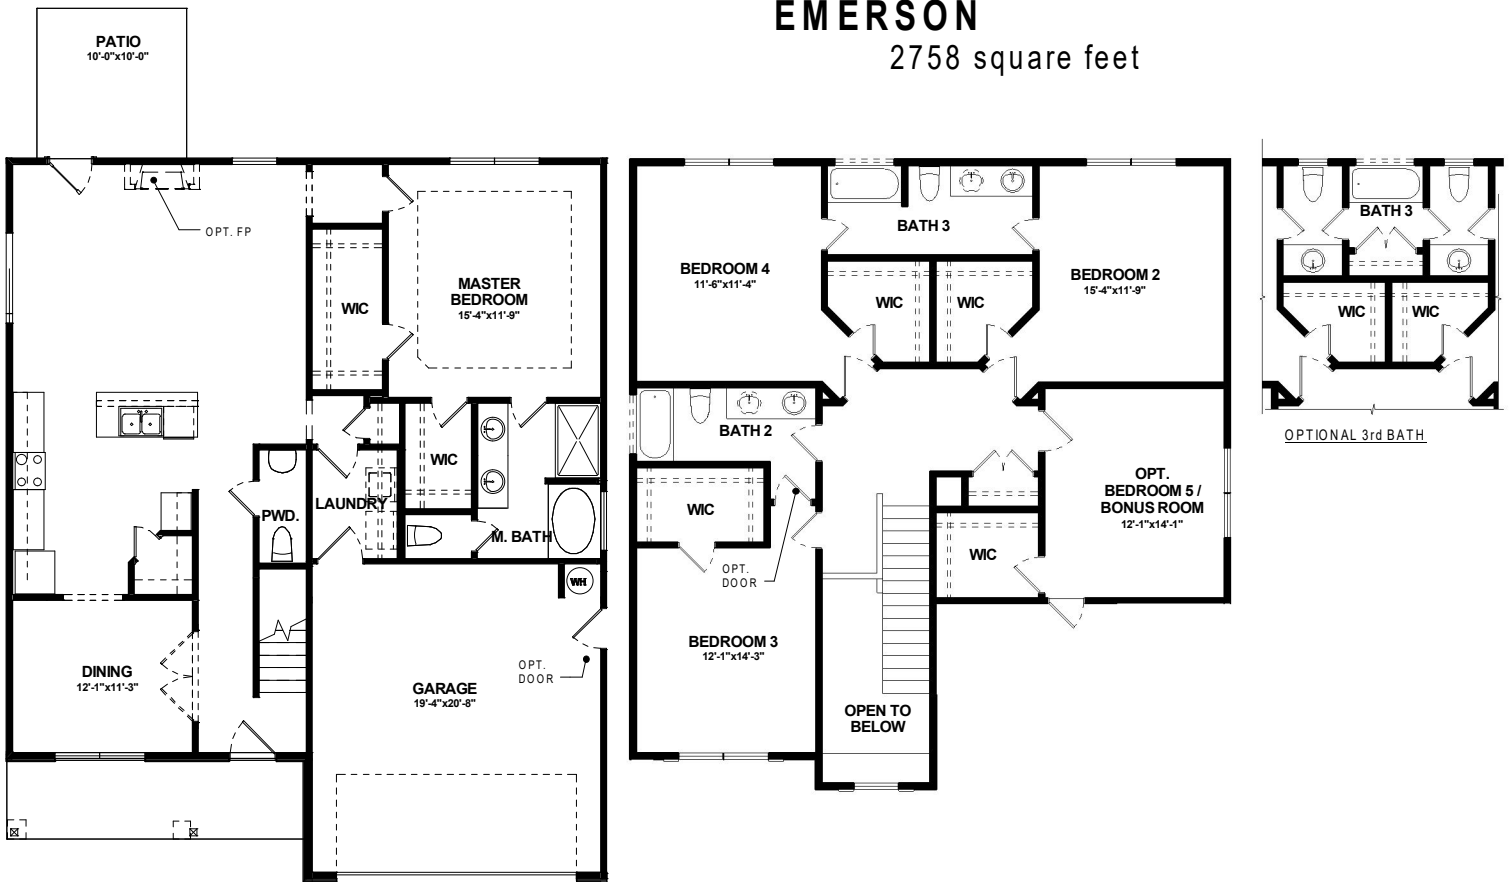 EMERSON
2758 square feet
PATIO
10'-0"x10'-0"
OPT. FP
WIC
MASTER
BEDROOM
15'-4"x11'-9"
WIC
LAUNDRY
PWD.
M. BATH
WH
DINING
12'-1"x11'-3"
GARAGE
19'-4"x20'-8"
OPT.
DOOR
BEDROOM 4
11'-6"x11'-4"
BATH 3
BEDROOM 2
15'-4"x11'-9"
WIC
WIC
BATH 2
WIC
OPT.
DOOR
OPT.
BEDROOM 5 /
BONUS ROOM
12'-1"x14'-1"
WIC
BEDROOM 3
12'-1"x14'-3"
OPEN TO
BELOW
BATH 3
WIC
WIC
OPTIONAL 3rd BATH